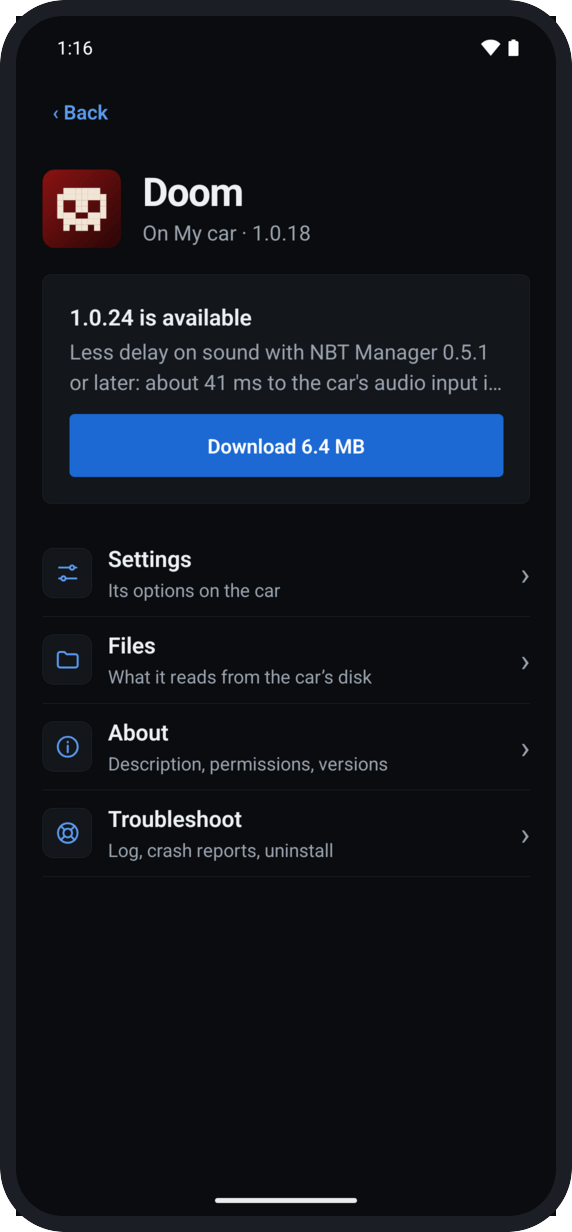 1:16
‹ Back
Doom
On My car · 1.0.18
1.0.24 is available
Less delay on sound with NBT Manager 0.5.1
or later: about 41 ms to the car's audio input i…
Download 6.4 MB
Settings
Its options on the car
Files
What it reads from the car’s disk
About
Description, permissions, versions
Troubleshoot
Log, crash reports, uninstall